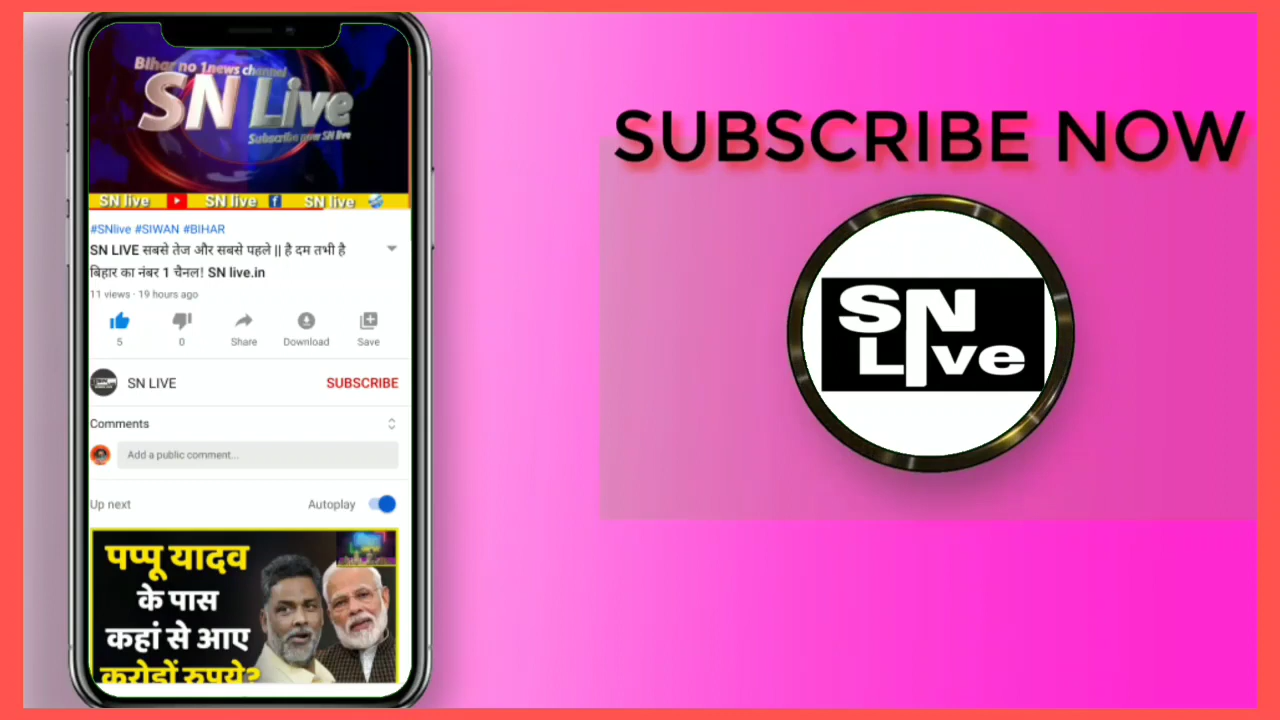 Bihar no 1news channel
SN Live
Subscribe now SN live
SN live SN live f SN live
#SNlive #SIWAN #BIHAR
SN LIVE सबसे तेज और सबसे पहले || है दम तभी है
बिहार का नंबर 1 चैनल! SN live.in
11 views · 19 hours ago
5 0 Share Download Save
SN LIVE SUBSCRIBE
Comments
Add a public comment...
Up next Autoplay
पप्पू यादव
के पास
कहां से आए
करोड़ों रुपये?
SUBSCRIBE NOW
SN
Live